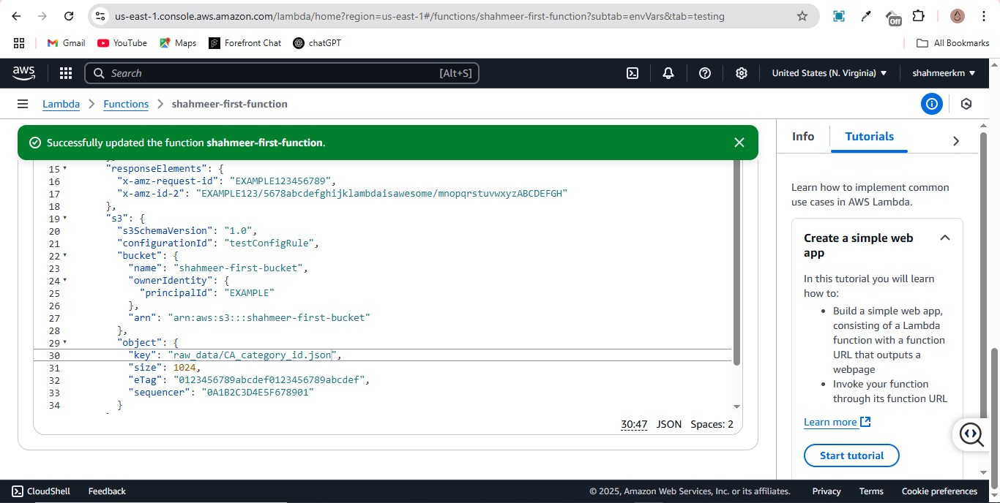 us-east-1.console.aws.amazon.com/lambda/home?region=us-east-1#/functions/shahmeer-first-function?subtab=envVars&tab=testing
Off
Gmail YouTube Maps Forefront Chat chatGPT All Bookmarks
aws Search [Alt+S] United States (N. Virginia) shahmeerkm
Lambda Functions shahmeer-first-function
Successfully updated the function shahmeer-first-function.
Info Tutorials
15 "responseElements": {
16 "x-amz-request-id": "EXAMPLE123456789",
17 "x-amz-id-2": "EXAMPLE123/5678abcdefghijklambdaisawesome/mnopqrstuvwxyzABCDEFGH"
18 },
19 "s3": {
20 "s3SchemaVersion": "1.0",
21 "configurationId": "testConfigRule",
22 "bucket": {
23 "name": "shahmeer-first-bucket",
24 "ownerIdentity": {
25 "principalId": "EXAMPLE"
26 },
27 "arn": "arn:aws:s3:::shahmeer-first-bucket"
28 },
29 "object": {
30 "key": "raw_data/CA_category_id.json",
31 "size": 1024,
32 "eTag": "0123456789abcdef0123456789abcdef",
33 "sequencer": "0A1B2C3D4E5F678901"
34 }
30:47 JSON Spaces: 2
Learn how to implement common
use cases in AWS Lambda.
Create a simple web
app
In this tutorial you will learn
how to:
Build a simple web app,
consisting of a Lambda
function with a function
URL that outputs a
webpage
Invoke your function
through its function URL
Learn more
Start tutorial
CloudShell Feedback © 2025, Amazon Web Services, Inc. or its affiliates. Privacy Terms Cookie preferences